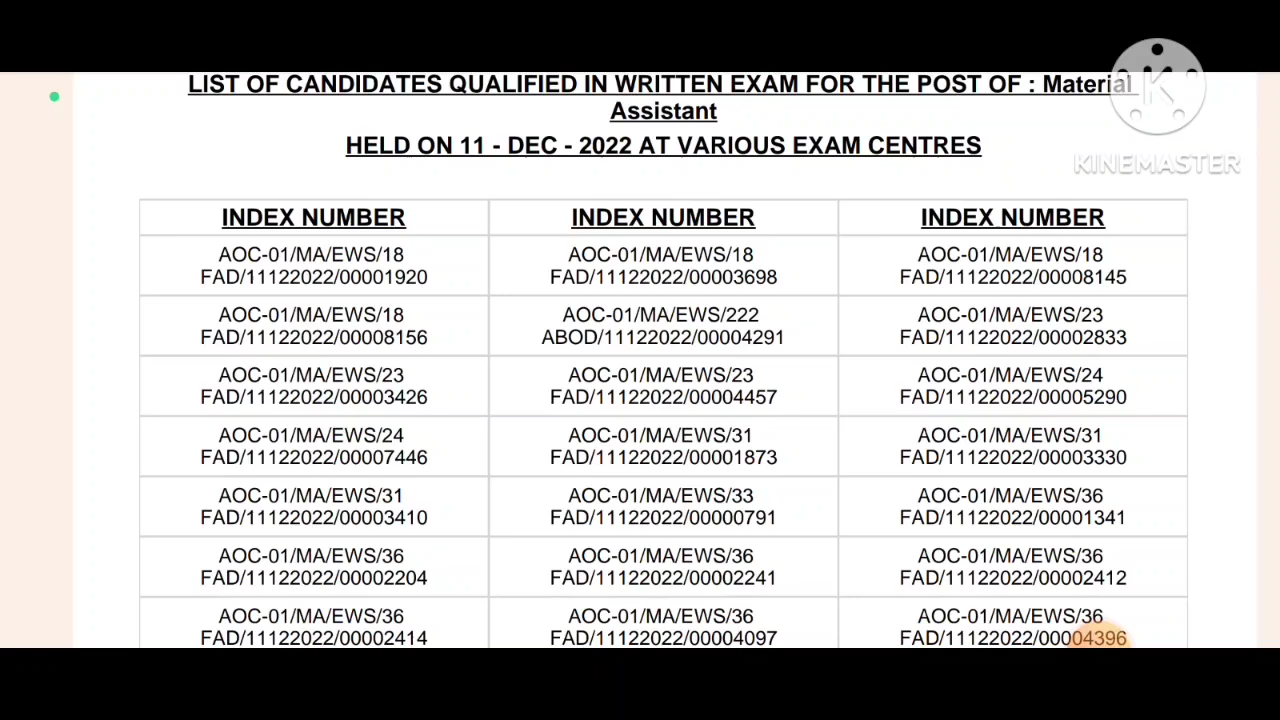 LIST OF CANDIDATES QUALIFIED IN WRITTEN EXAM FOR THE POST OF : Material
Assistant
HELD ON 11 - DEC - 2022 AT VARIOUS EXAM CENTRES
KINEMASTER
INDEX NUMBER INDEX NUMBER INDEX NUMBER
AOC-01/MA/EWS/18 AOC-01/MA/EWS/18 AOC-01/MA/EWS/18
FAD/11122022/00001920 FAD/11122022/00003698 FAD/11122022/00008145
AOC-01/MA/EWS/18 AOC-01/MA/EWS/222 AOC-01/MA/EWS/23
FAD/11122022/00008156 ABOD/11122022/00004291 FAD/11122022/00002833
AOC-01/MA/EWS/23 AOC-01/MA/EWS/23 AOC-01/MA/EWS/24
FAD/11122022/00003426 FAD/11122022/00004457 FAD/11122022/00005290
AOC-01/MA/EWS/24 AOC-01/MA/EWS/31 AOC-01/MA/EWS/31
FAD/11122022/00007446 FAD/11122022/00001873 FAD/11122022/00003330
AOC-01/MA/EWS/31 AOC-01/MA/EWS/33 AOC-01/MA/EWS/36
FAD/11122022/00003410 FAD/11122022/00000791 FAD/11122022/00001341
AOC-01/MA/EWS/36 AOC-01/MA/EWS/36 AOC-01/MA/EWS/36
FAD/11122022/00002204 FAD/11122022/00002241 FAD/11122022/00002412
AOC-01/MA/EWS/36 AOC-01/MA/EWS/36 AOC-01/MA/EWS/36
FAD/11122022/00002414 FAD/11122022/00004097 FAD/11122022/00004396